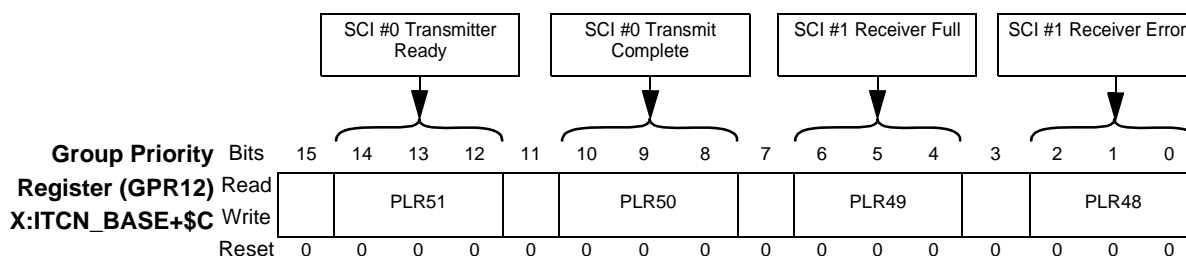 SCI #0 Transmitter
Ready
SCI #0 Transmit
Complete
SCI #1 Receiver Full
SCI #1 Receiver Error
Group Priority Bits 15 14 13 12 11 10 9 8 7 6 5 4 3 2 1 0
Register (GPR12) Read
PLR51 PLR50 PLR49 PLR48
X:ITCN_BASE+$C Write
Reset 0 0 0 0 0 0 0 0 0 0 0 0 0 0 0 0